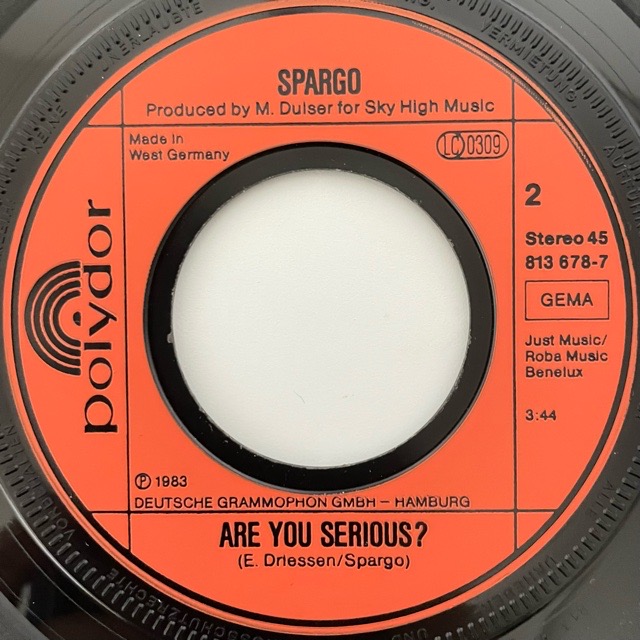 SPARGO
Produced by M. Dulser for Sky High Music
Made in
West Germany
LC 0309
2
Stereo 45
813 678-7
GEMA
Just Music/
Roba Music
Benelux
3:44
polydor
Ⓟ 1983
DEUTSCHE GRAMMOPHON GMBH – HAMBURG
ARE YOU SERIOUS?
(E. Driessen/Spargo)